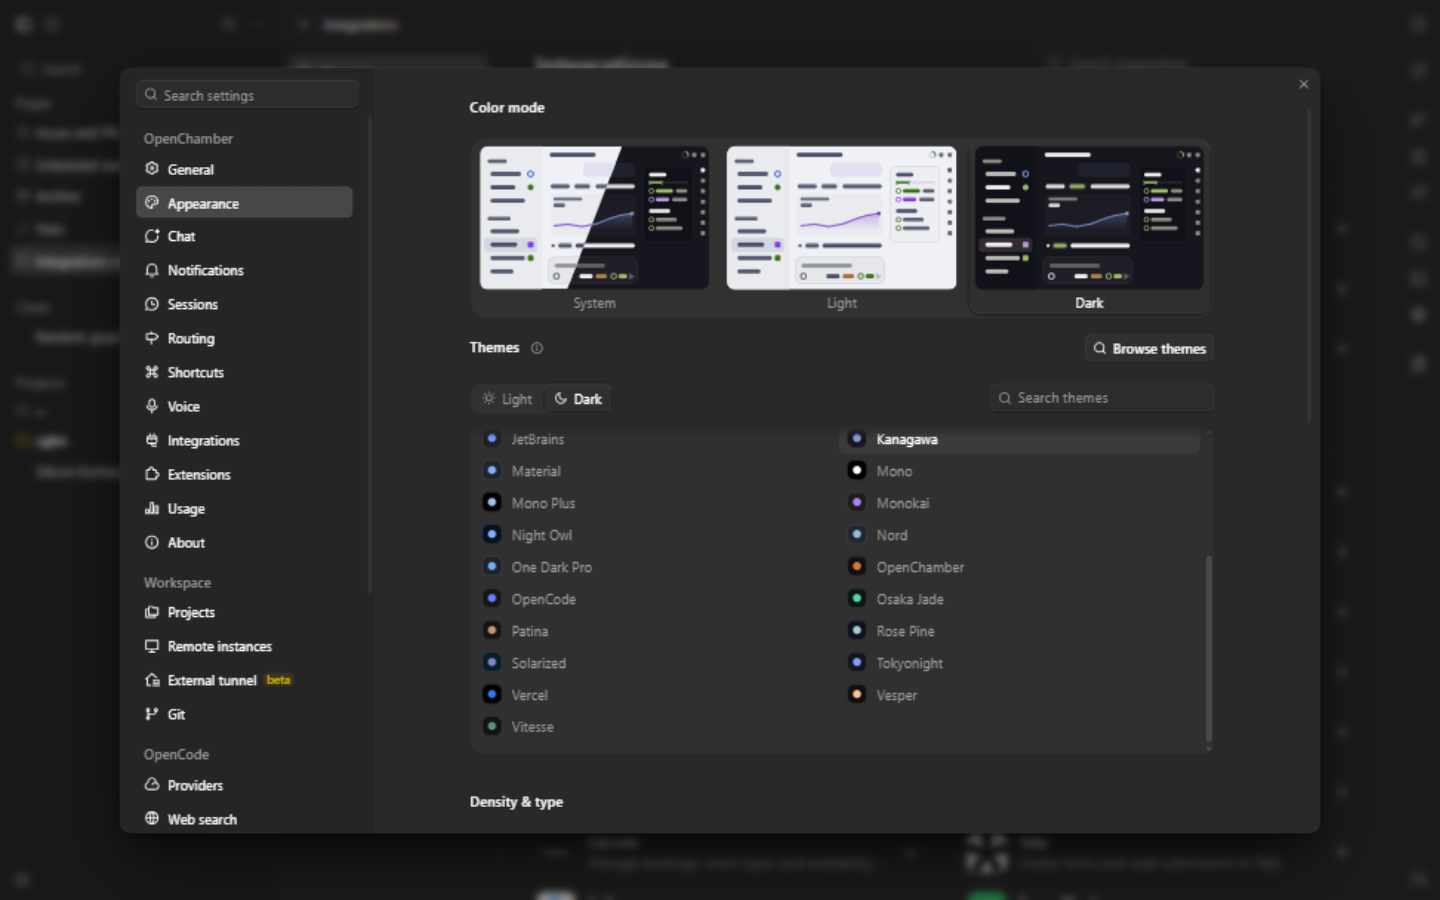 Integrations
Search settings
OpenChamber
General
Appearance
Chat
Notifications
Sessions
Routing
Shortcuts
Voice
Integrations
Extensions
Usage
About
Workspace
Projects
Remote instances
External tunnel beta
Git
OpenCode
Providers
Web search
Color mode
System
Light
Dark
Themes
Browse themes
Light
Dark
Search themes
JetBrains
Kanagawa
Material
Mono
Mono Plus
Monokai
Night Owl
Nord
One Dark Pro
OpenChamber
OpenCode
Osaka Jade
Patina
Rose Pine
Solarized
Tokyonight
Vercel
Vesper
Vitesse
Density & type